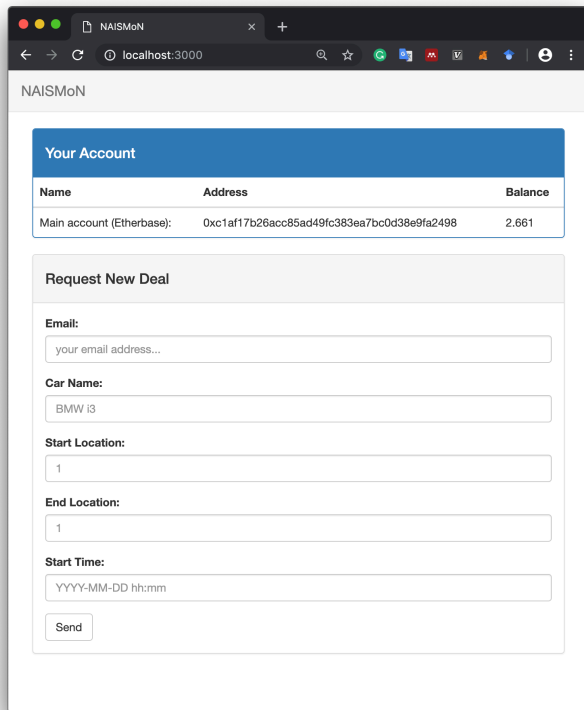 NAISMoN
localhost:3000
NAISMoN
Your Account
Name Address Balance
Main account (Etherbase): 0xc1af17b26acc85ad49fc383ea7bc0d38e9fa2498 2.661
Request New Deal
Email:
your email address...
Car Name:
BMW i3
Start Location:
1
End Location:
1
Start Time:
YYYY-MM-DD hh:mm
Send